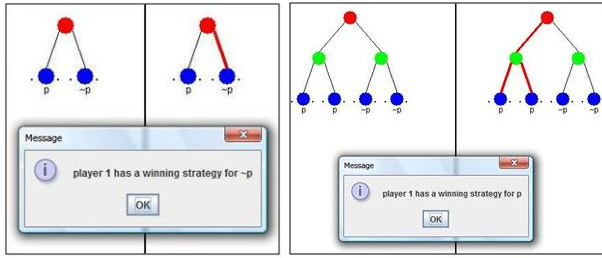 p ~p p ~p
Message
player 1 has a winning strategy for ~p
OK
p p ~p ~p p p ~p ~p
Message
player 1 has a winning strategy for p
OK